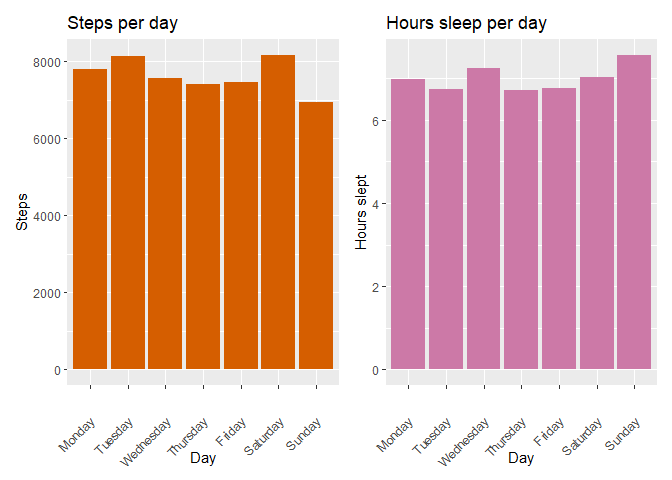 Steps per day
Steps
8000
6000
4000
2000
0
Monday
Tuesday
Wednesday
Thursday
Friday
Saturday
Sunday
Day
Hours sleep per day
Hours slept
6
4
2
0
Monday
Tuesday
Wednesday
Thursday
Friday
Saturday
Sunday
Day